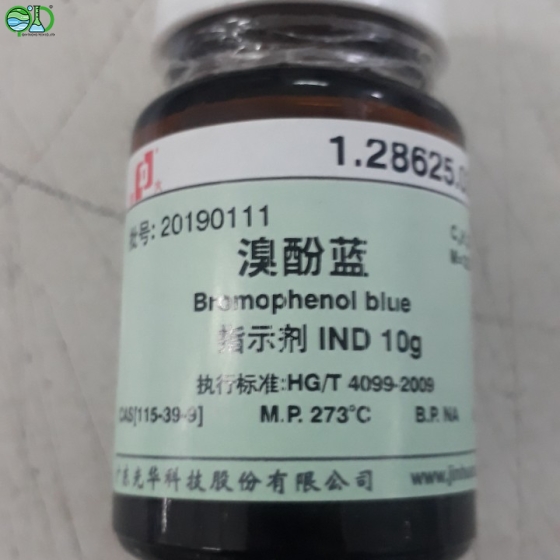 1.28625.0
批号: 20190111
溴酚蓝
Bromophenol blue
指示剂 IND 10g
执行标准:HG/T 4099-2009
CAS[115-39-9] M.P. 273℃ B.P. NA
广东光华科技股份有限公司